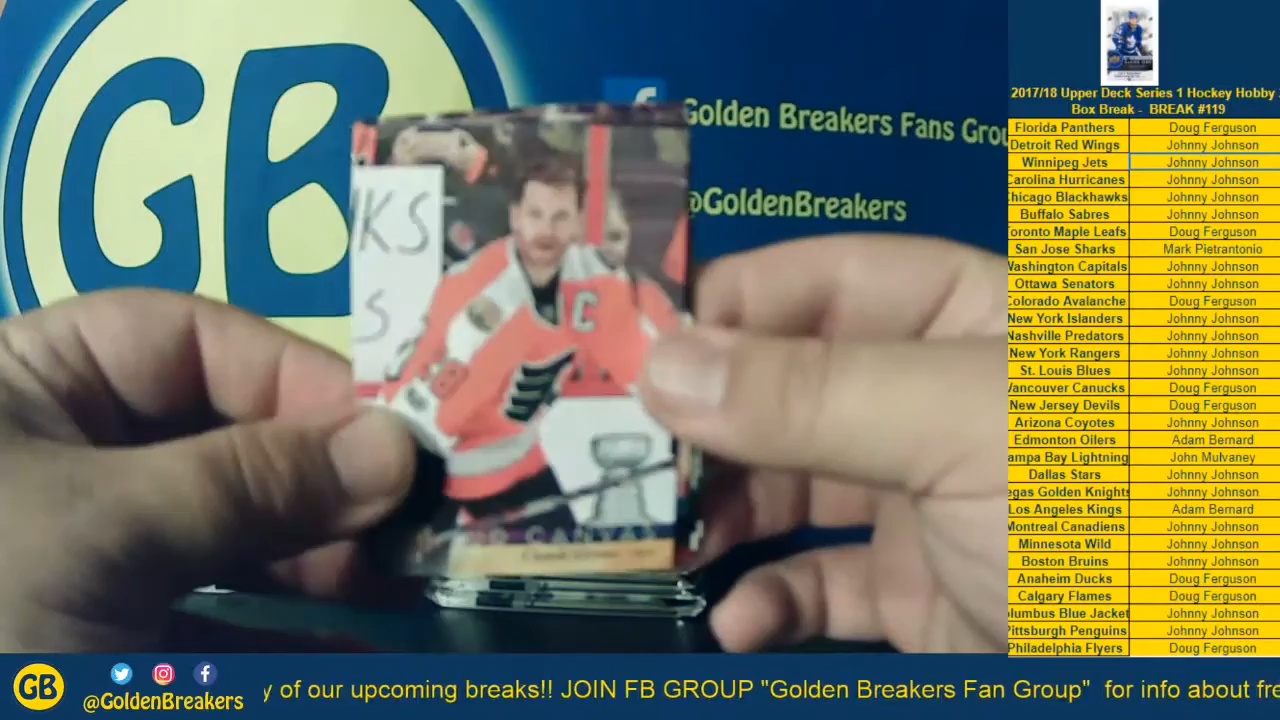 GB
f
Golden Breakers Fans Grou
@GoldenBreakers
KS
S
C
8
CANVAS
2017/18 Upper Deck Series 1 Hockey Hobby
Box Break - BREAK #119
Florida Panthers Doug Ferguson
Detroit Red Wings Johnny Johnson
Winnipeg Jets Johnny Johnson
Carolina Hurricanes Johnny Johnson
Chicago Blackhawks Johnny Johnson
Buffalo Sabres Johnny Johnson
Toronto Maple Leafs Doug Ferguson
San Jose Sharks Mark Pietrantonio
Washington Capitals Johnny Johnson
Ottawa Senators Johnny Johnson
Colorado Avalanche Doug Ferguson
New York Islanders Johnny Johnson
Nashville Predators Johnny Johnson
New York Rangers Johnny Johnson
St. Louis Blues Johnny Johnson
Vancouver Canucks Doug Ferguson
New Jersey Devils Doug Ferguson
Arizona Coyotes Johnny Johnson
Edmonton Oilers Adam Bernard
ampa Bay Lightning John Mulvaney
Dallas Stars Johnny Johnson
egas Golden Knights Johnny Johnson
Los Angeles Kings Adam Bernard
Montreal Canadiens Johnny Johnson
Minnesota Wild Johnny Johnson
Boston Bruins Johnny Johnson
Anaheim Ducks Doug Ferguson
Calgary Flames Doug Ferguson
olumbus Blue Jacket Johnny Johnson
Pittsburgh Penguins Johnny Johnson
Philadelphia Flyers Doug Ferguson
GB
@GoldenBreakers
y of our upcoming breaks!! JOIN FB GROUP "Golden Breakers Fan Group" for info about fre